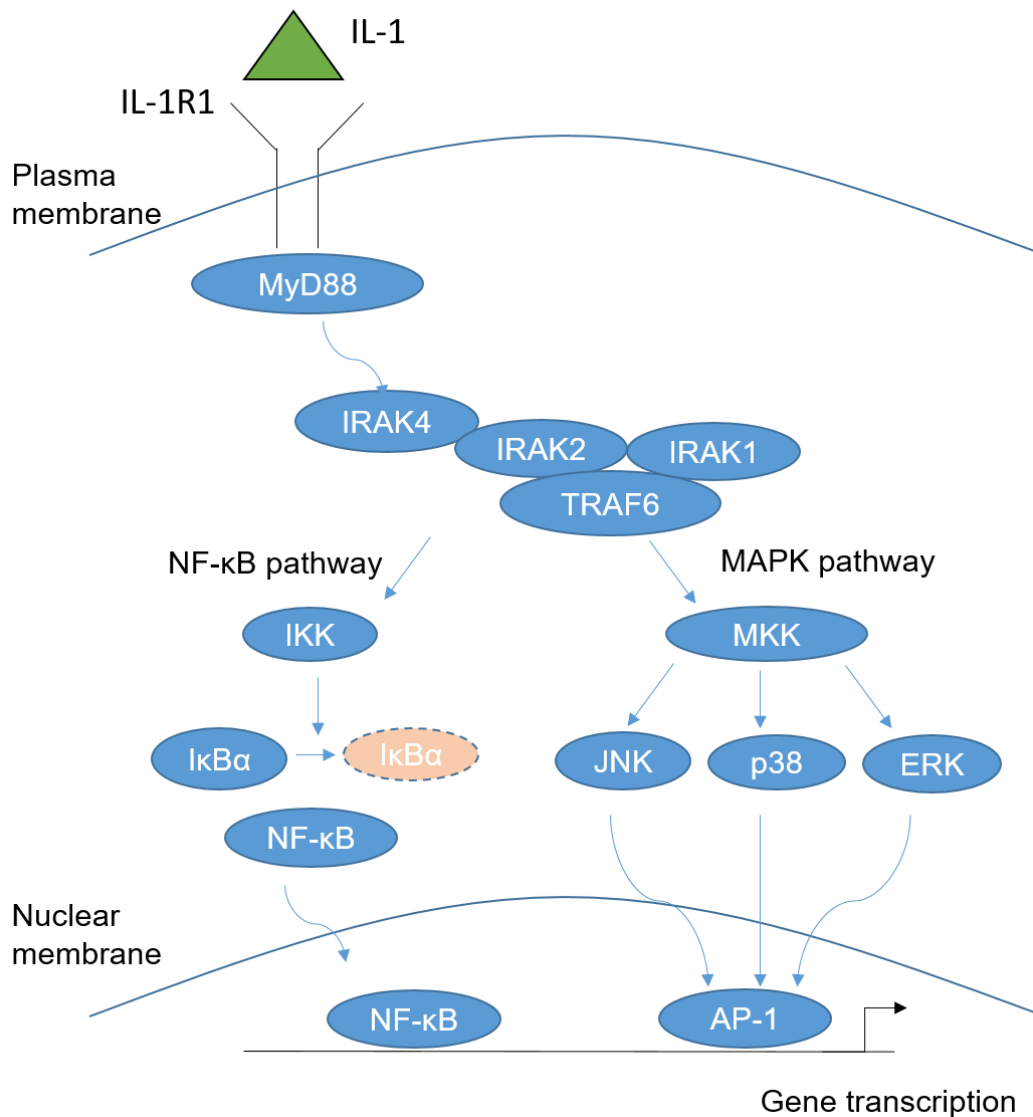 IL-1
IL-1R1
Plasma
membrane
MyD88
IRAK4
IRAK2
IRAK1
TRAF6
NF-κB pathway
MAPK pathway
IKK
MKK
IκBα
IκBα
JNK
p38
ERK
NF-κB
Nuclear
membrane
NF-κB
AP-1
Gene transcription